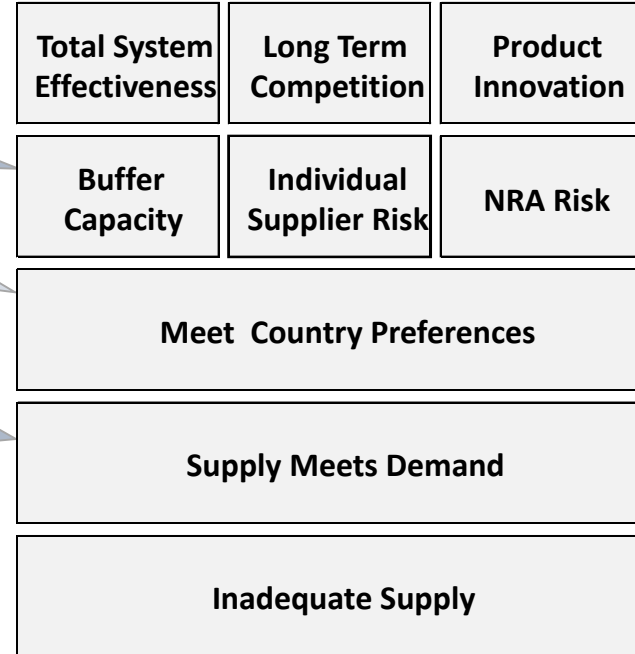 Total System
Effectiveness
Long Term
Competition
Product
Innovation
Buffer
Capacity
Individual
Supplier Risk
NRA Risk
Meet Country Preferences
Supply Meets Demand
Inadequate Supply